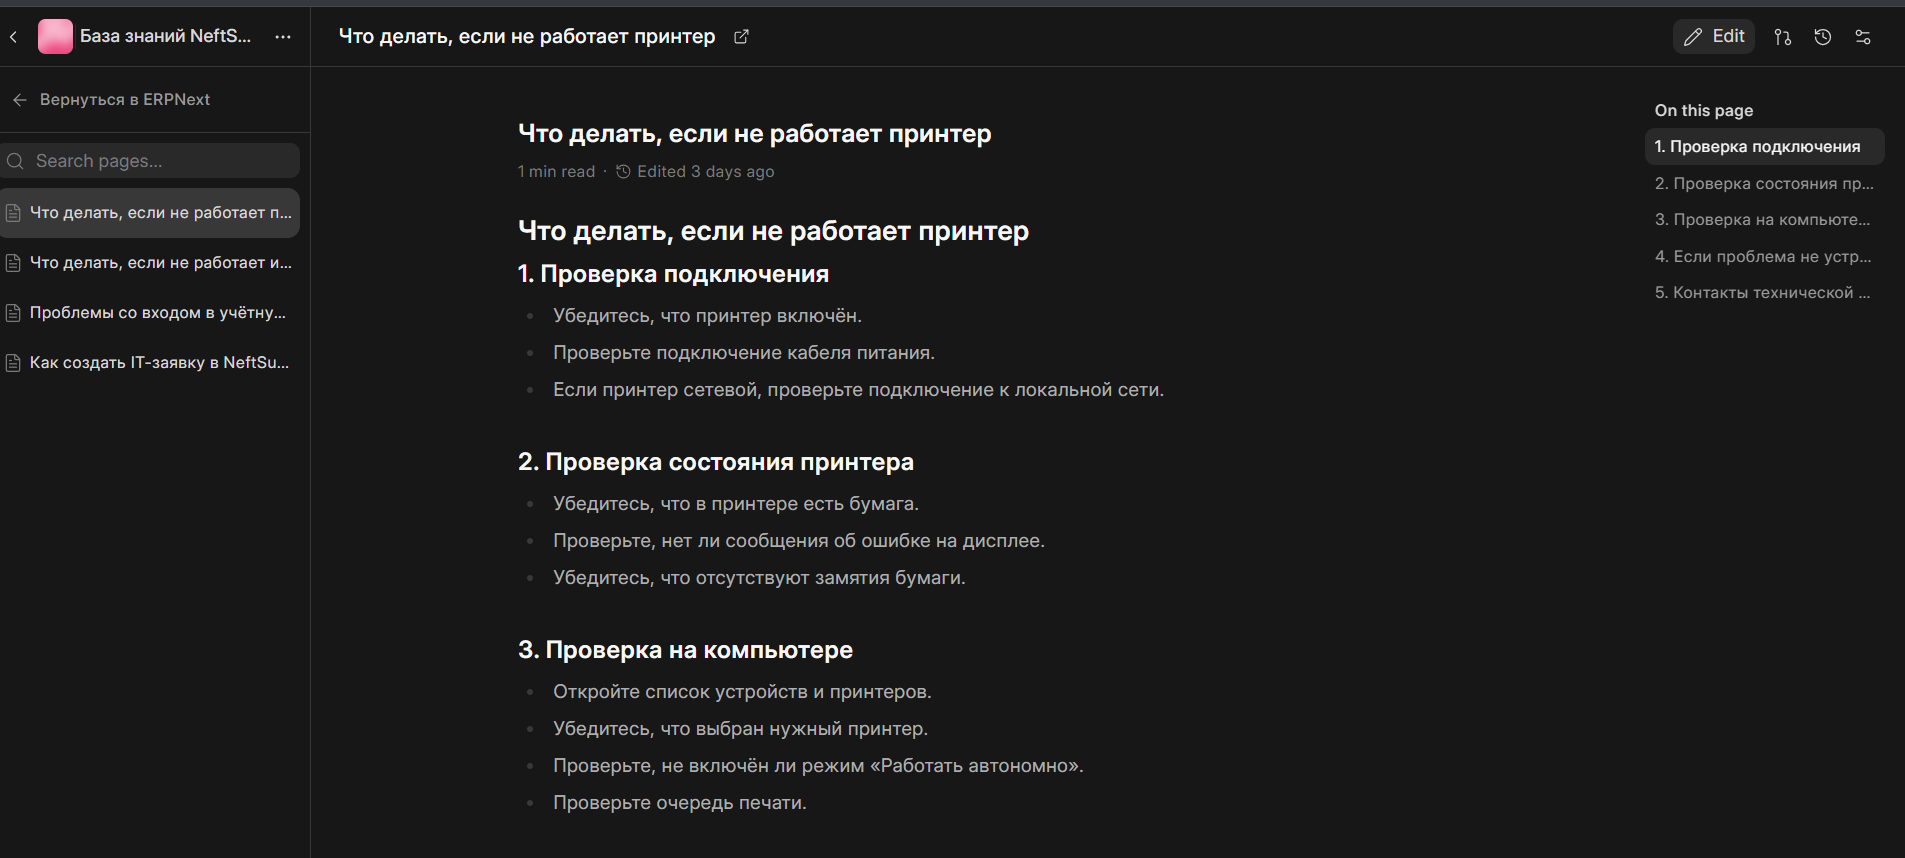 База знаний NeftS...
Что делать, если не работает принтер
Edit
Вернуться в ERPNext
Search pages...
Что делать, если не работает п...
Что делать, если не работает и...
Проблемы со входом в учётну...
Как создать IT-заявку в NeftSu...
Что делать, если не работает принтер
1 min read · Edited 3 days ago
Что делать, если не работает принтер
1. Проверка подключения
Убедитесь, что принтер включён.
Проверьте подключение кабеля питания.
Если принтер сетевой, проверьте подключение к локальной сети.
2. Проверка состояния принтера
Убедитесь, что в принтере есть бумага.
Проверьте, нет ли сообщения об ошибке на дисплее.
Убедитесь, что отсутствуют замятия бумаги.
3. Проверка на компьютере
Откройте список устройств и принтеров.
Убедитесь, что выбран нужный принтер.
Проверьте, не включён ли режим «Работать автономно».
Проверьте очередь печати.
On this page
1. Проверка подключения
2. Проверка состояния пр...
3. Проверка на компьюте...
4. Если проблема не устр...
5. Контакты технической ...